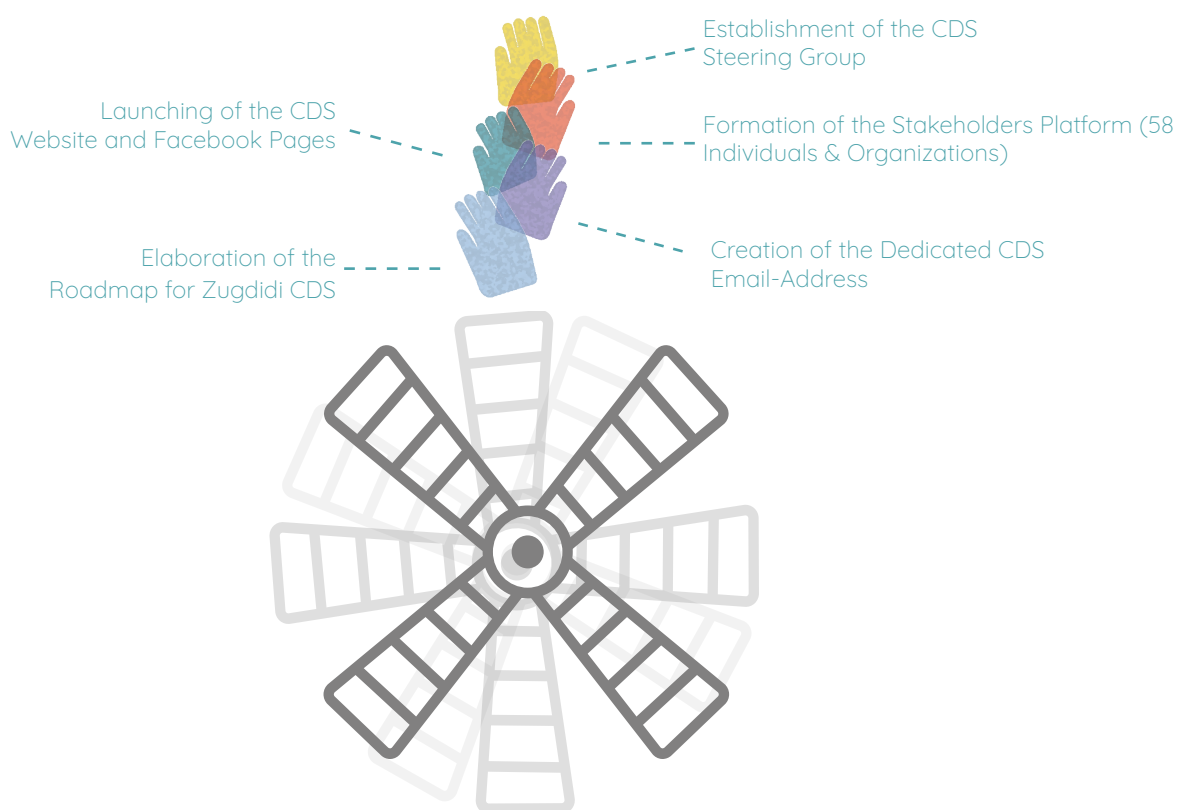 Establishment of the CDS
Steering Group
Launching of the CDS
Website and Facebook Pages
Formation of the Stakeholders Platform (58
Individuals & Organizations)
Elaboration of the
Roadmap for Zugdidi CDS
Creation of the Dedicated CDS
Email-Address